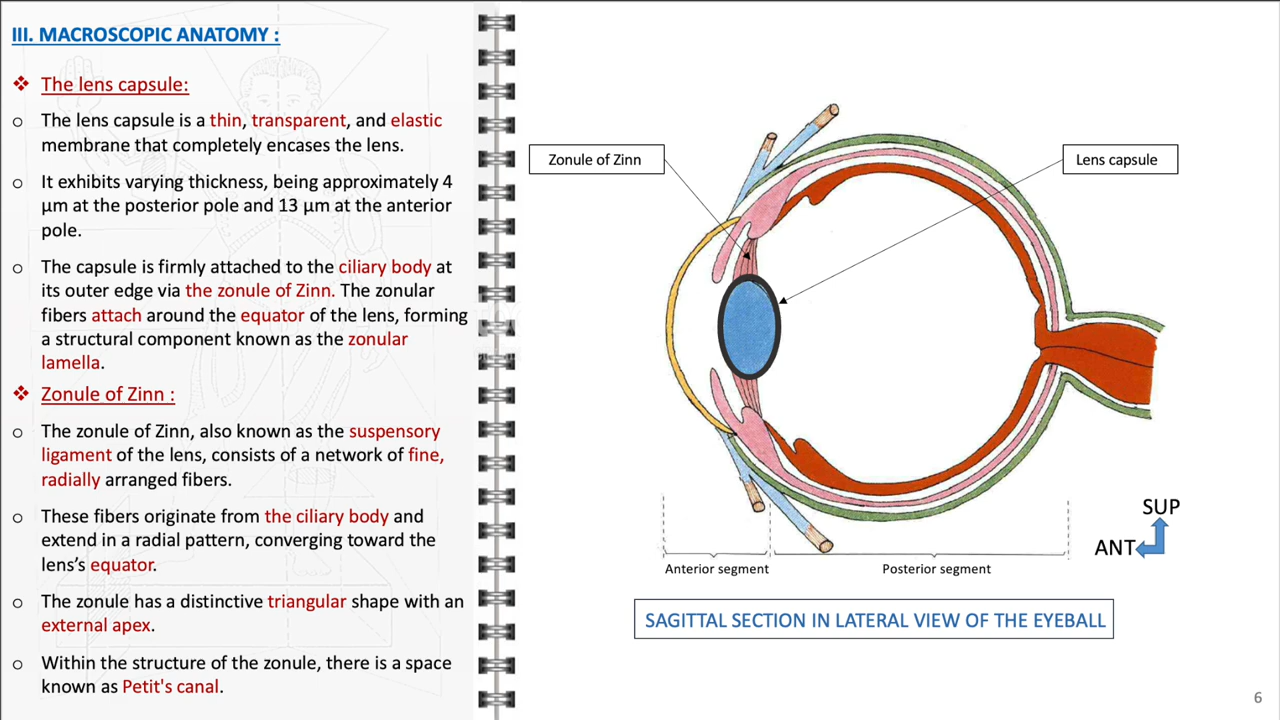 III. MACROSCOPIC ANATOMY :
❖ The lens capsule:
o The lens capsule is a thin, transparent, and elastic
membrane that completely encases the lens.
o It exhibits varying thickness, being approximately 4
µm at the posterior pole and 13 µm at the anterior
pole.
o The capsule is firmly attached to the ciliary body at
its outer edge via the zonule of Zinn. The zonular
fibers attach around the equator of the lens, forming
a structural component known as the zonular
lamella.
❖ Zonule of Zinn :
o The zonule of Zinn, also known as the suspensory
ligament of the lens, consists of a network of fine,
radially arranged fibers.
o These fibers originate from the ciliary body and
extend in a radial pattern, converging toward the
lens’s equator.
o The zonule has a distinctive triangular shape with an
external apex.
o Within the structure of the zonule, there is a space
known as Petit's canal.
Zonule of Zinn
Lens capsule
SUP
ANT
Anterior segment
Posterior segment
SAGITTAL SECTION IN LATERAL VIEW OF THE EYEBALL
6